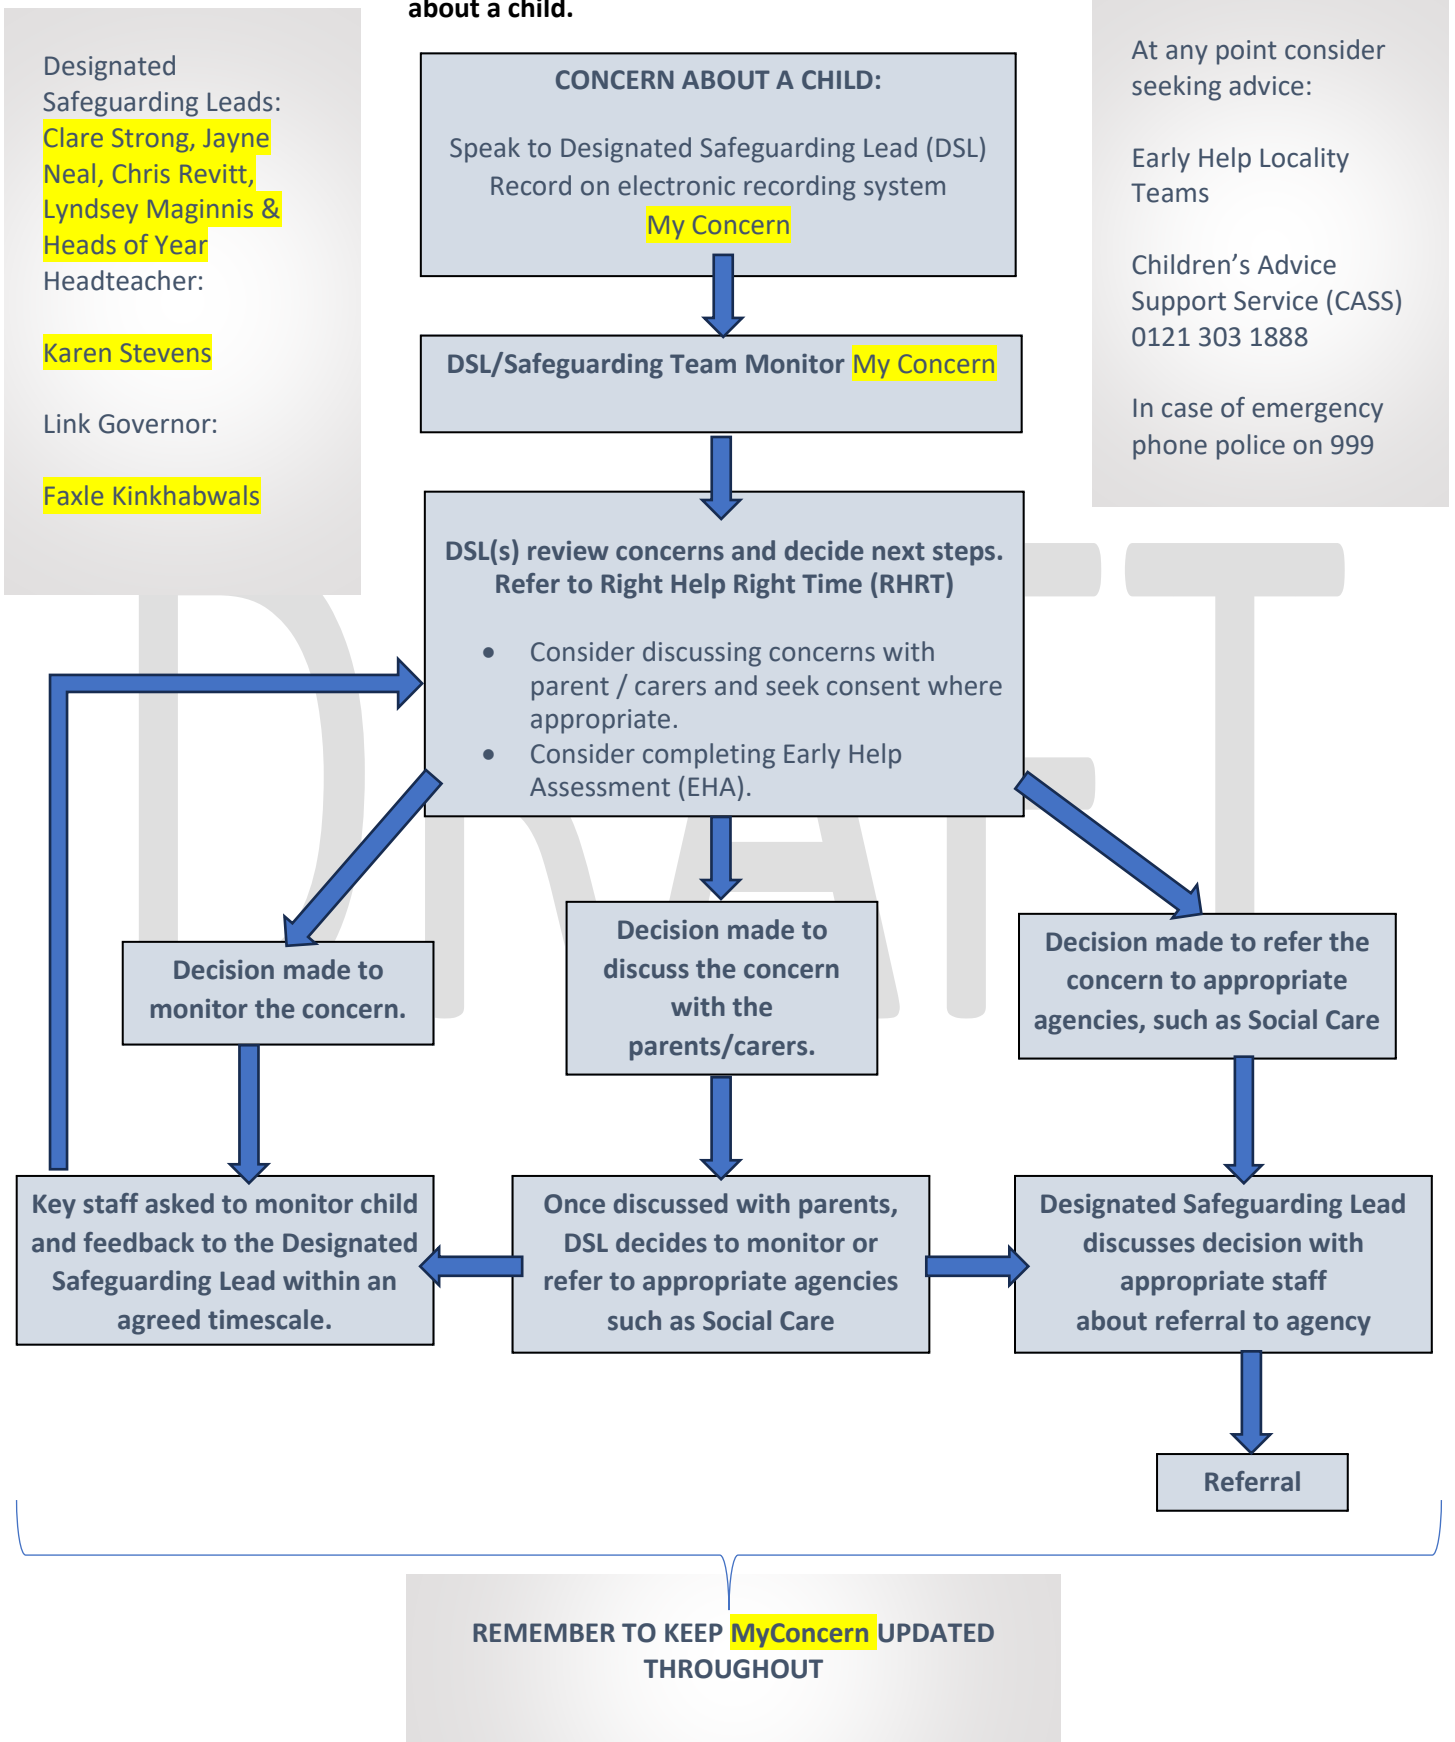 about a child.
Designated
Safeguarding Leads:
Clare Strong, Jayne
Neal, Chris Revitt,
Lyndsey Maginnis &
Heads of Year
Headteacher:
Karen Stevens
Link Governor:
Faxle Kinkhabwals
CONCERN ABOUT A CHILD:
Speak to Designated Safeguarding Lead (DSL)
Record on electronic recording system
My Concern
At any point consider
seeking advice:
Early Help Locality
Teams
Children’s Advice
Support Service (CASS)
0121 303 1888
In case of emergency
phone police on 999
DSL/Safeguarding Team Monitor My Concern
DSL(s) review concerns and decide next steps.
Refer to Right Help Right Time (RHRT)
• Consider discussing concerns with
parent / carers and seek consent where
appropriate.
• Consider completing Early Help
Assessment (EHA).
DRAFT
Decision made to
monitor the concern.
Decision made to
discuss the concern
with the
parents/carers.
Decision made to refer the
concern to appropriate
agencies, such as Social Care
Key staff asked to monitor child
and feedback to the Designated
Safeguarding Lead within an
agreed timescale.
Once discussed with parents,
DSL decides to monitor or
refer to appropriate agencies
such as Social Care
Designated Safeguarding Lead
discusses decision with
appropriate staff
about referral to agency
Referral
REMEMBER TO KEEP MyConcern UPDATED
THROUGHOUT